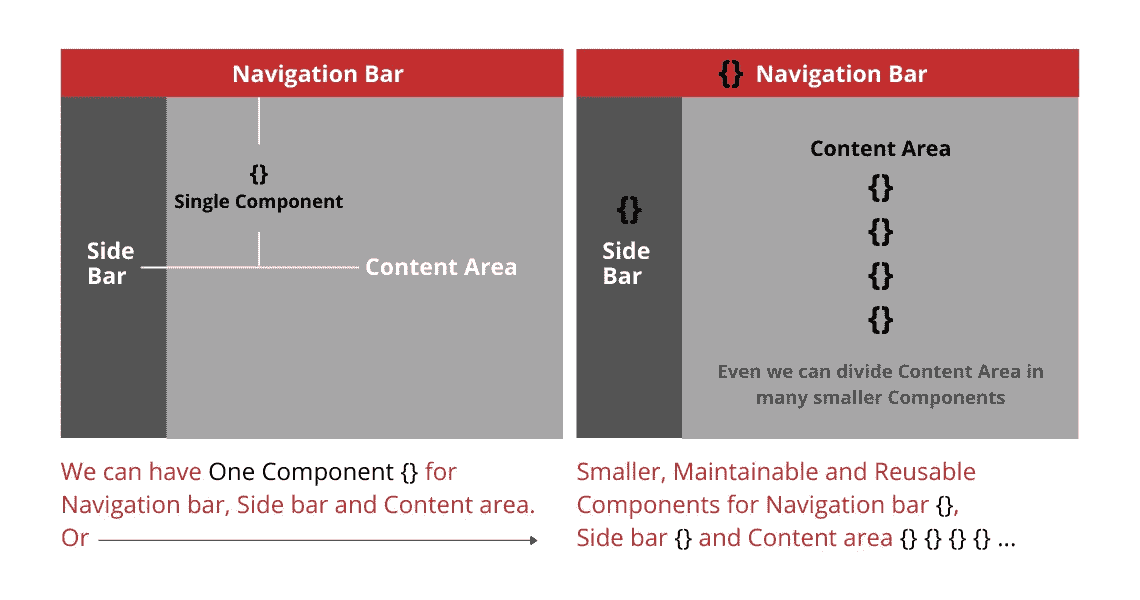 Navigation Bar
{}
Single Component
Side
Bar
Content Area
We can have One Component {} for
Navigation bar, Side bar and Content area.
Or
{} Navigation Bar
Content Area
{}
{}
{}
{}
{}
Side
Bar
Even we can divide Content Area in
many smaller Components
Smaller, Maintainable and Reusable
Components for Navigation bar {},
Side bar {} and Content area {} {} {} {} ...